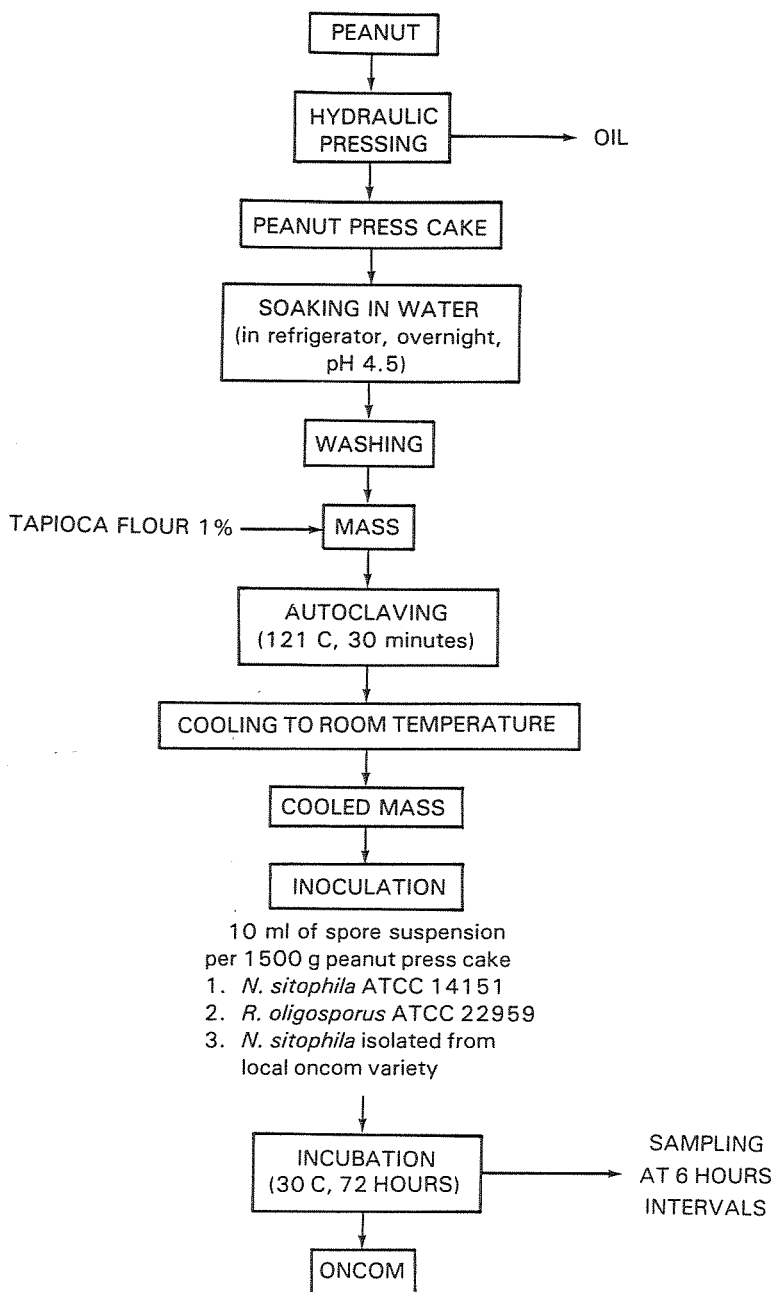 PEANUT
HYDRAULIC
PRESSING
OIL
PEANUT PRESS CAKE
SOAKING IN WATER
(in refrigerator, overnight,
pH 4.5)
WASHING
TAPIOCA FLOUR 1%
MASS
AUTOCLAVING
(121 C, 30 minutes)
COOLING TO ROOM TEMPERATURE
COOLED MASS
INOCULATION
10 ml of spore suspension
per 1500 g peanut press cake
1. N. sitophila ATCC 14151
2. R. oligosporus ATCC 22959
3. N. sitophila isolated from
local oncom variety
INCUBATION
(30 C, 72 HOURS)
SAMPLING
AT 6 HOURS
INTERVALS
ONCOM